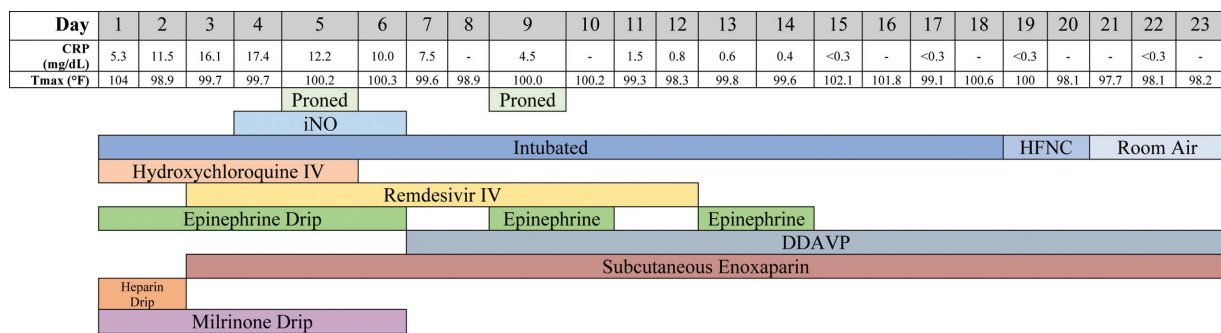 Day 1 2 3 4 5 6 7 8 9 10 11 12 13 14 15 16 17 18 19 20 21 22 23
CRP (mg/dL) 5.3 11.5 16.1 17.4 12.2 10.0 7.5 - 4.5 - 1.5 0.8 0.6 0.4 <0.3 - <0.3 - <0.3 - - <0.3 -
Tmax (°F) 104 98.9 99.7 99.7 100.2 100.3 99.6 98.9 100.0 100.2 99.3 98.3 99.8 99.6 102.1 101.8 99.1 100.6 100 98.1 97.7 98.1 98.2
Proned Proned
iNO
Intubated HFNC Room Air
Hydroxychloroquine IV
Remdesivir IV
Epinephrine Drip Epinephrine Epinephrine
DDAVP
Subcutaneous Enoxaparin
Heparin
Drip
Milrinone Drip